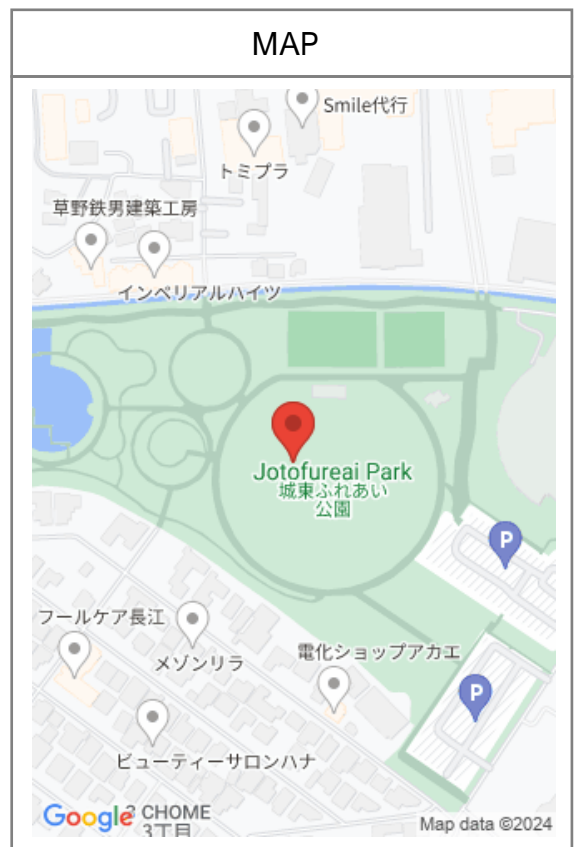 MAP
Smile代行
トミプラ
草野鉄男建築工房
インペリアルハイツ
Jotofureai Park
城東ふれあい
公園
P
フールケア長江
メゾンリラ
電化ショップアカエ
P
ビューティーサロンハナ
Google
3 CHOME
3丁目
Map data ©2024